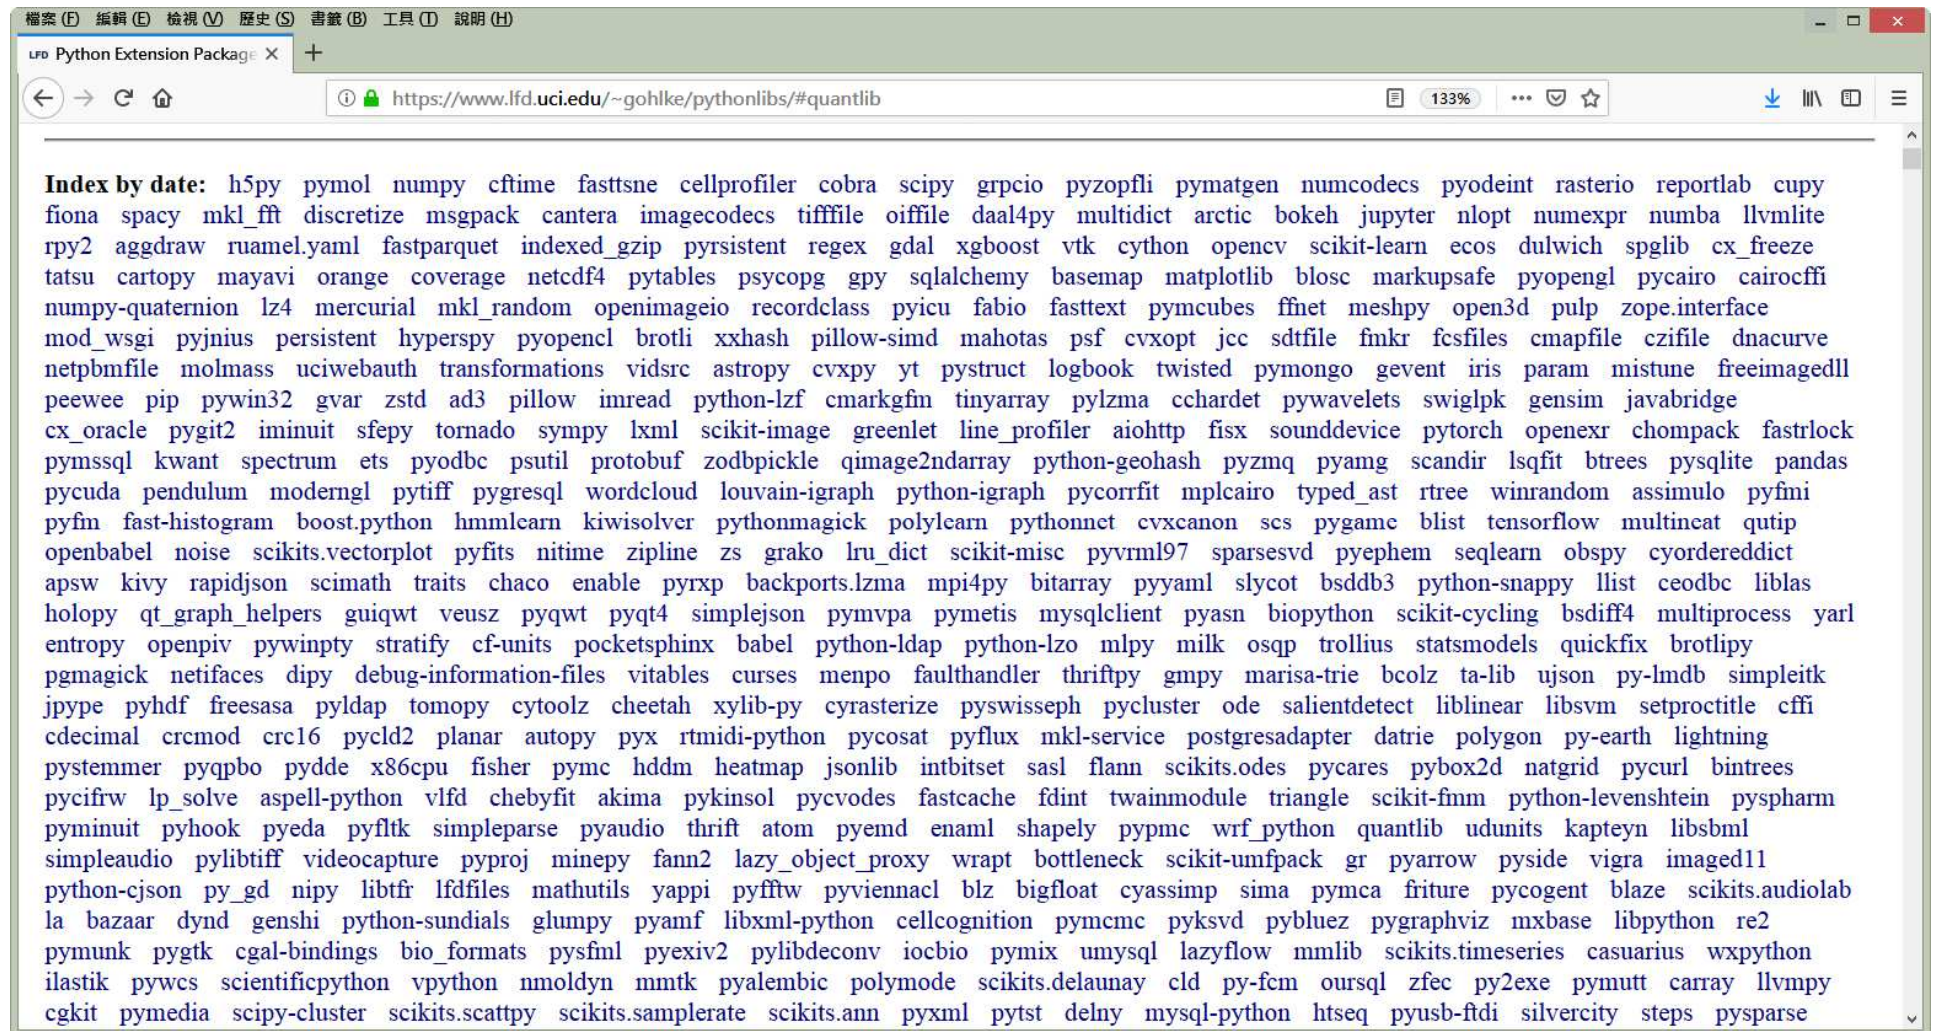 檔案(F) 編輯(E) 檢視(V) 歷史(S) 書籤(B) 工具(T) 說明(H)
LFD Python Extension Package
https://www.lfd.uci.edu/~gohlke/pythonlibs/#quantlib 133%
Index by date: h5py pymol numpy cftime fasttsne cellprofiler cobra scipy grpcio pyzopfli pymatgen numcodecs pyodeint rasterio reportlab cupy
fiona spacy mkl_fft discretize msgpack cantera imagecodecs tifffile oiffile daal4py multidict arctic bokeh jupyter nlopt numexpr numba llvmlite
rpy2 aggdraw ruamel.yaml fastparquet indexed_gzip pyrsistent regex gdal xgboost vtk cython opencv scikit-learn ecos dulwich spglib cx_freeze
tatsu cartopy mayavi orange coverage netcdf4 pytables psycopg gpy sqlalchemy basemap matplotlib blosc markupsafe pyopengl pycairo cairocffi
numpy-quaternion lz4 mercurial mkl_random openimageio recordclass pyicu fabio fasttext pymcubes ffnet meshpy open3d pulp zope.interface
mod_wsgi pyjnius persistent hyperspy pyopencl brotli xxhash pillow-simd mahotas psf cvxopt jcc sdtfile fmkr fcsfiles cmapfile czifile dnacurve
netpbmfile molmass uciwebauth transformations vidsrc astropy cvxpy yt pystruct logbook twisted pymongo gevent iris param mistune freeimagedll
peewee pip pywin32 gvar zstd ad3 pillow imread python-lzf cmarkgfm tinyarray pylzma cchardet pywavelets swiglpk gensim javabridge
cx_oracle pygit2 iminuit sfepy tornado sympy lxml scikit-image greenlet line_profiler aiohttp fisx sounddevice pytorch openexr chompack fastrlock
pymssql kwant spectrum ets pyodbc psutil protobuf zodbpickle qimage2ndarray python-geohash pyzmq pyamg scandir lsqfit btrees pysqlite pandas
pycuda pendulum moderngl pytiff pygresql wordcloud louvain-igraph python-igraph pycorrfit mplcairo typed_ast rtree winrandom assimulo pyfmi
pyfm fast-histogram boost.python hmmlearn kiwisolver pythonmagick polylearn pythonnet cvxcanon scs pygame blist tensorflow multineat qutip
openbabel noise scikits.vectorplot pyfits nitime zipline zs grako lru_dict scikit-misc pyvrml97 sparsesvd pyephem seqlearn obspy cyordereddict
apsw kivy rapidjson scimath traits chaco enable pyrxp backports.lzma mpi4py bitarray pyyaml slycot bsddb3 python-snappy llist ceodbc liblas
holopy qt_graph_helpers guiqwt veusz pyqwt pyqt4 simplejson pymvpa pymetis mysqlclient pyasn biopython scikit-cycling bsdiff4 multiprocess yarl
entropy openpiv pywinpty stratify cf-units pocketsphinx babel python-ldap python-lzo mlpy milk osqp trollius statsmodels quickfix brotlipy
pgmagick netifaces dipy debug-information-files vitables curses menpo faulthandler thriftpy gmpy marisa-trie bcolz ta-lib ujson py-lmdb simpleitk
jpype pyhdf freesasa pyldap tomopy cytoolz cheetah xylib-py cyrasterize pyswisseph pycluster ode salientdetect liblinear libsvm setproctitle cffi
cdecimal crcmod crc16 pycld2 planar autopy pyx rtmidi-python pycosat pyflux mkl-service postgresadapter datrie polygon py-earth lightning
pystemmer pyqpbo pydde x86cpu fisher pymc hddm heatmap jsonlib intbitset sasl flann scikits.odes pycares pybox2d natgrid pycurl bintrees
pycifrw lp_solve aspell-python vlfd chebyfit akima pykinsol pycvodes fastcache fdint twainmodule triangle scikit-fmm python-levenshtein pyspharm
pyminuit pyhook pyeda pyfltk simpleparse pyaudio thrift atom pyemd enaml shapely pypmc wrf_python quantlib udunits kapteyn libsbml
simpleaudio pylibtiff videocapture pyproj minepy fann2 lazy_object_proxy wrapt bottleneck scikit-umfpack gr pyarrow pyside vigra imaged11
python-cjson py_gd nipy libtfr lfdfiles mathutils yappi pyfftw pyviennacl blz bigfloat cyassimp sima pymca friture pycogent blaze scikits.audiolab
la bazaar dynd genshi python-sundials glumpy pyamf libxml-python cellcognition pymcmc pyksvd pybluez pygraphviz mxbase libpython re2
pymunk pygtk cgal-bindings bio_formats pysfml pyexiv2 pylibdeconv iocbio pymix umysql lazyflow mmlib scikits.timeseries casuarius wxpython
ilastik pywcs scientificpython vpython nmoldyn mmtk pyalembic polymode scikits.delaunay cld py-fcm oursql zfec py2exe pymutt carray llvmpy
cgkit pymedia scipy-cluster scikits.scattpy scikits.samplerate scikits.ann pyxml pytst delny mysql-python htseq pyusb-ftdi silvercity steps pysparse